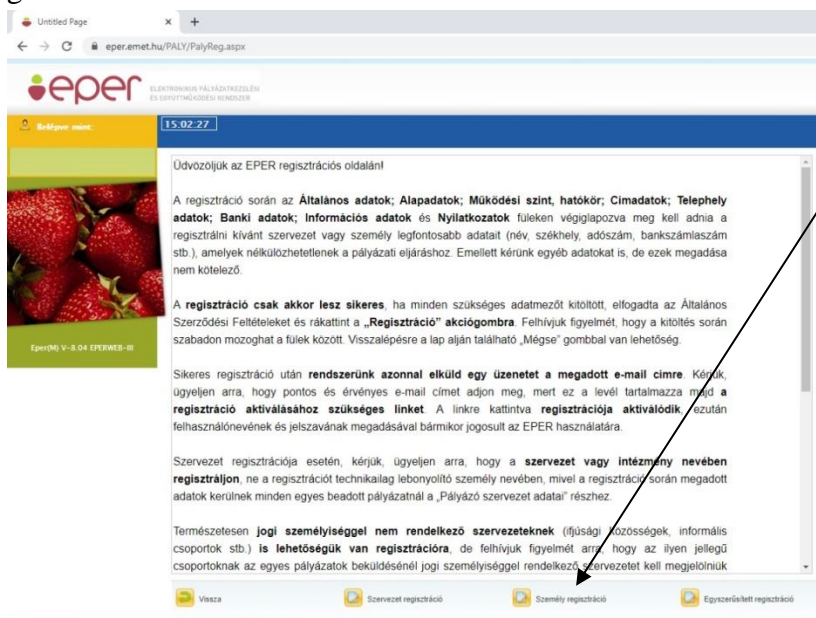 Untitled Page
eper.emet.hu/PALY/PalyReg.aspx
eper
ELEKTRONIKUS PÁLYÁZATKEZELÉSI
ÉS EGYÜTTMŰKÖDÉSI RENDSZER
Belépve mint:
15:02:27
Üdvözöljük az EPER regisztrációs oldalán!
A regisztráció során az Általános adatok; Alapadatok; Működési szint, hatókör; Címadatok; Telephely
adatok; Banki adatok; Információs adatok és Nyilatkozatok füleken végiglapozva meg kell adnia a
regisztrálni kívánt szervezet vagy személy legfontosabb adatait (név, székhely, adószám, bankszámlaszám
stb.), amelyek nélkülözhetetlenek a pályázati eljáráshoz. Emellett kérünk egyéb adatokat is, de ezek megadása
nem kötelező.
A regisztráció csak akkor lesz sikeres, ha minden szükséges adatmezőt kitöltött, elfogadta az Általános
Szerződési Feltételeket és rákattint a „Regisztráció" akciógombra. Felhívjuk figyelmét, hogy a kitöltés során
szabadon mozoghat a fülek között. Visszalépésre a lap alján található „Mégse" gombbal van lehetőség.
Eper(M) V-8.04 EPERWEB-III
Sikeres regisztráció után rendszerünk azonnal elküld egy üzenetet a megadott e-mail címre. Kérjük,
ügyeljen arra, hogy pontos és érvényes e-mail címet adjon meg, mert ez a levél tartalmazza majd a
regisztráció aktiválásához szükséges linket. A linkre kattintva regisztrációja aktiválódik, ezután
felhasználónevének és jelszavának megadásával bármikor jogosult az EPER használatára.
Szervezet regisztrációja esetén, kérjük, ügyeljen arra, hogy a szervezet vagy intézmény nevében
regisztráljon, ne a regisztrációt technikailag lebonyolító személy nevében, mivel a regisztráció során megadott
adatok kerülnek minden egyes beadott pályázatnál a „Pályázó szervezet adatai" részhez.
Természetesen jogi személyiséggel nem rendelkező szervezeteknek (ifjúsági közösségek, informális
csoportok stb.) is lehetőségük van regisztrációra, de felhívjuk figyelmét arra, hogy az ilyen jellegű
csoportoknak az egyes pályázatok beküldésénél jogi személyiséggel rendelkező szervezetet kell megjelölniük
Vissza
Szervezet regisztráció
Személy regisztráció
Egyszerűsített regisztráció